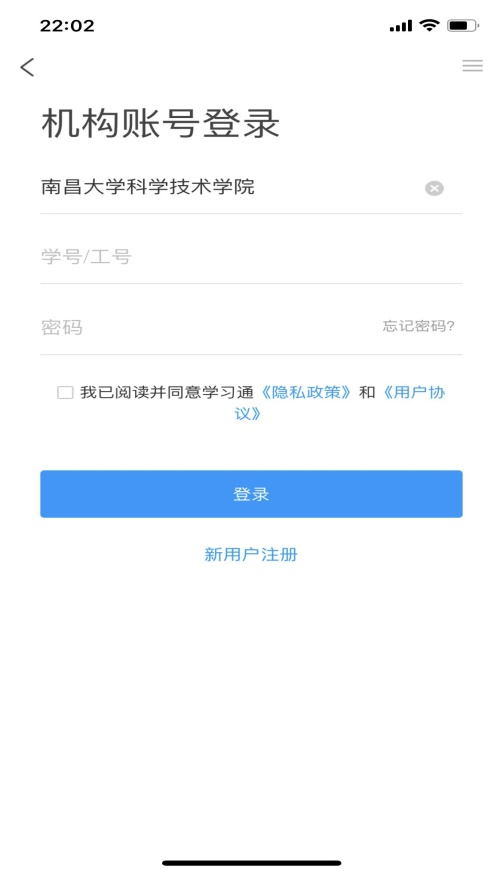 22:02
机构账号登录
南昌大学科学技术学院
学号/工号
密码 忘记密码?
我已阅读并同意学习通《隐私政策》和《用户协
议》
登录
新用户注册